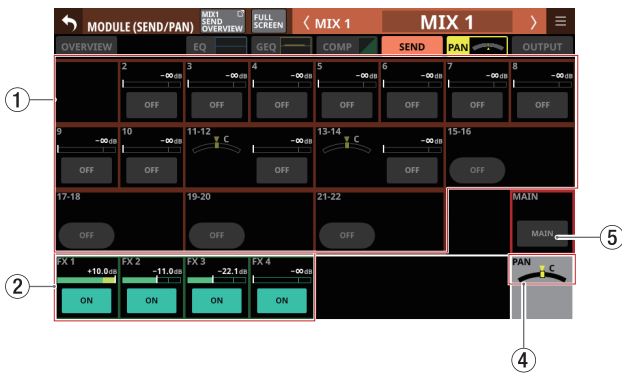 MODULE (SEND/PAN) MIX1 SEND OVERVIEW FULL SCREEN MIX 1 MIX 1
OVERVIEW EQ GEQ COMP SEND PAN OUTPUT
2 3 4 5 6 7 8
-∞dB -∞dB -∞dB -∞dB -∞dB -∞dB -∞dB
OFF OFF OFF OFF OFF OFF OFF
1
9 10 11-12 13-14 15-16
-∞dB -∞dB C -∞dB C -∞dB
OFF OFF OFF OFF OFF
17-18 19-20 21-22 MAIN
OFF OFF OFF MAIN
5
FX 1 FX 2 FX 3 FX 4 PAN
+10.0dB -11.0dB -22.1dB -∞dB C
2
ON ON ON ON
4